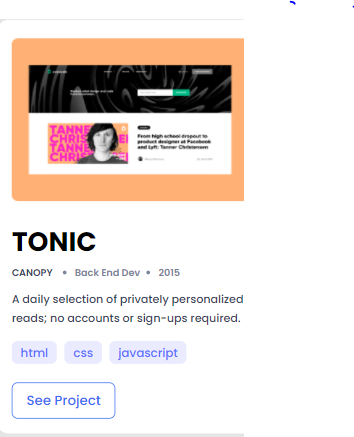 TANNE
CHRIS
TANNE
CHRIS
From high school dropout to
product designer at Facebook
and Lyft: Tanner Christensen
TONIC
CANOPY • Back End Dev • 2015
A daily selection of privately personalized
reads; no accounts or sign-ups required.
html css javascript
See Project